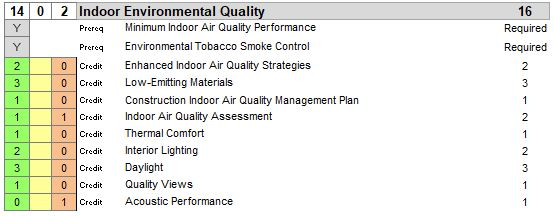 14 0 2 Indoor Environmental Quality 16
Y Prereq Minimum Indoor Air Quality Performance Required
Y Prereq Environmental Tobacco Smoke Control Required
2 0 Credit Enhanced Indoor Air Quality Strategies 2
3 0 Credit Low-Emitting Materials 3
1 0 Credit Construction Indoor Air Quality Management Plan 1
1 1 Credit Indoor Air Quality Assessment 2
1 0 Credit Thermal Comfort 1
2 0 Credit Interior Lighting 2
3 0 Credit Daylight 3
1 0 Credit Quality Views 1
0 1 Credit Acoustic Performance 1